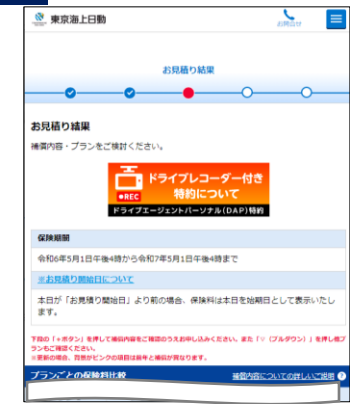 東京海上日動
お問合せ
お見積り結果
お見積り結果
補償内容・プランをご検討ください。
●REC
ドライブレコーダー付き
特約について
ドライブエージェントパーソナル(DAP)特約
保険期間
令和6年5月1日午後4時から令和7年5月1日午後4時まで
※お見積り開始日について
本日が「お見積り開始日」より前の場合、保険料は本日を始期日として表示いたし
ます。
下段の「+ボタン」を押して補償内容をご確認のうえお申し込みください。また「▽（プルダウン）」を押し他プ
ランもご確認ください。
※更新の場合、背景がピンクの項目は前年と補償が異なります。
プランごとの保険料比較
補償内容についての詳しいご説明 ?